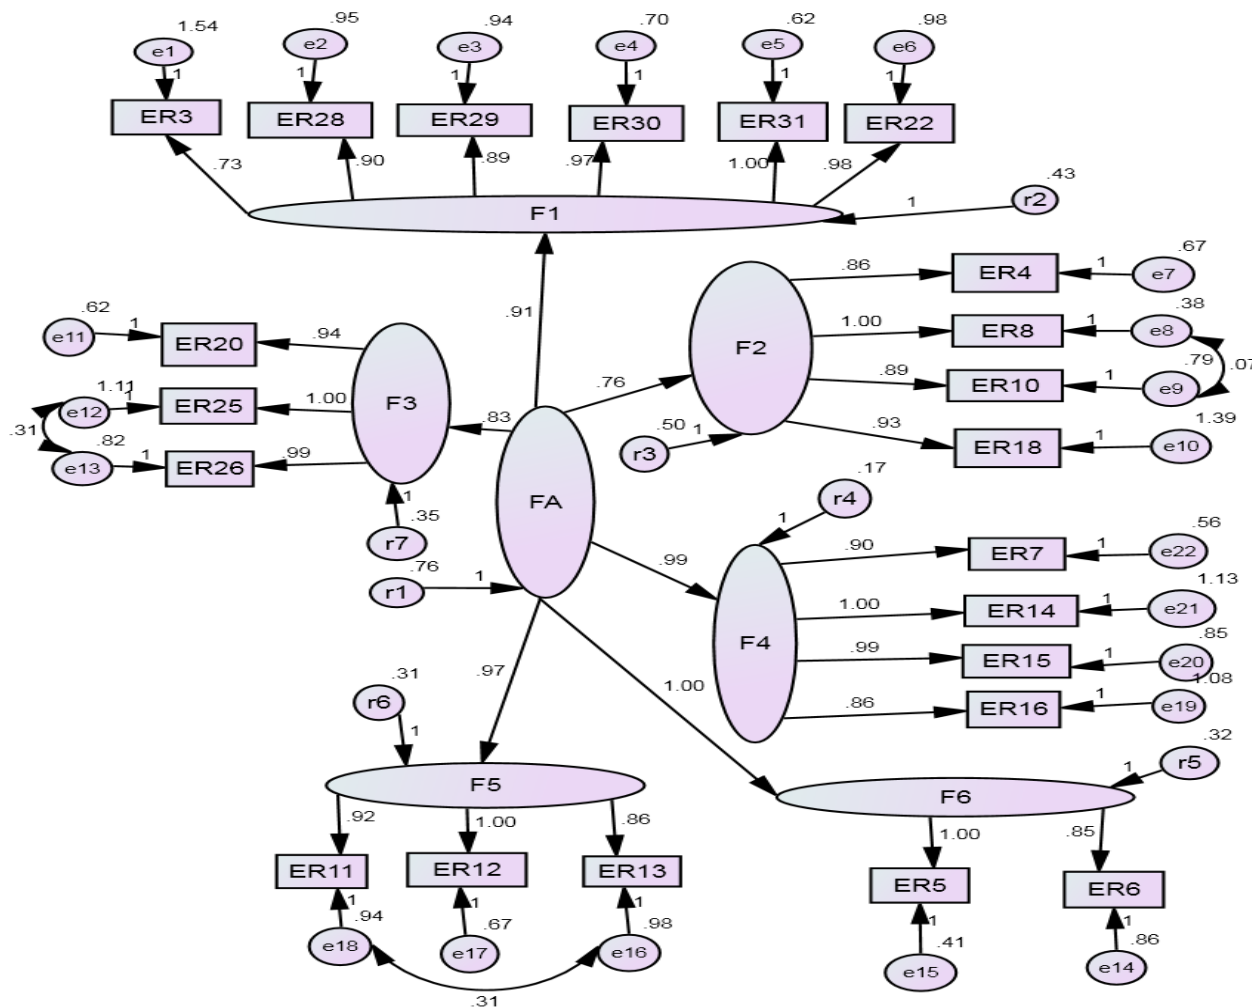 1.54 .95 .94 .70 .62 .98
e1 e2 e3 e4 e5 e6
1 1 1 1 1 1
ER3 ER28 ER29 ER30 ER31 ER22
.73 .90 .89 .97 1.00 .98
F1
1
r2
.43
.91
F2
.86
ER4
1
e7
.67
1.00
ER8
1
e8
.38
.89
ER10
1
e9
.79
.07
.93
ER18
1
e10
1.39
.76
r3
.50
1
.62
e11
1
ER20
.94
F3
1.11
e12
1
ER25
1.00
.31
.82
e13
1
ER26
.99
.83
FA
1
.35
r7
.76
r1
1
.17
r4
1
.99
F4
.90
ER7
1
e22
.56
1.00
ER14
1
e21
1.13
.99
ER15
1
e20
.85
.86
ER16
1
e19
1.08
.97
1.00
.31
r6
1
F5
.92 1.00 .86
ER11 ER12 ER13
1 1 1
.94 .67 .98
e18 e17 e16
.31
.32
r5
1
F6
1.00 .85
ER5 ER6
1 1
.41 .86
e15 e14